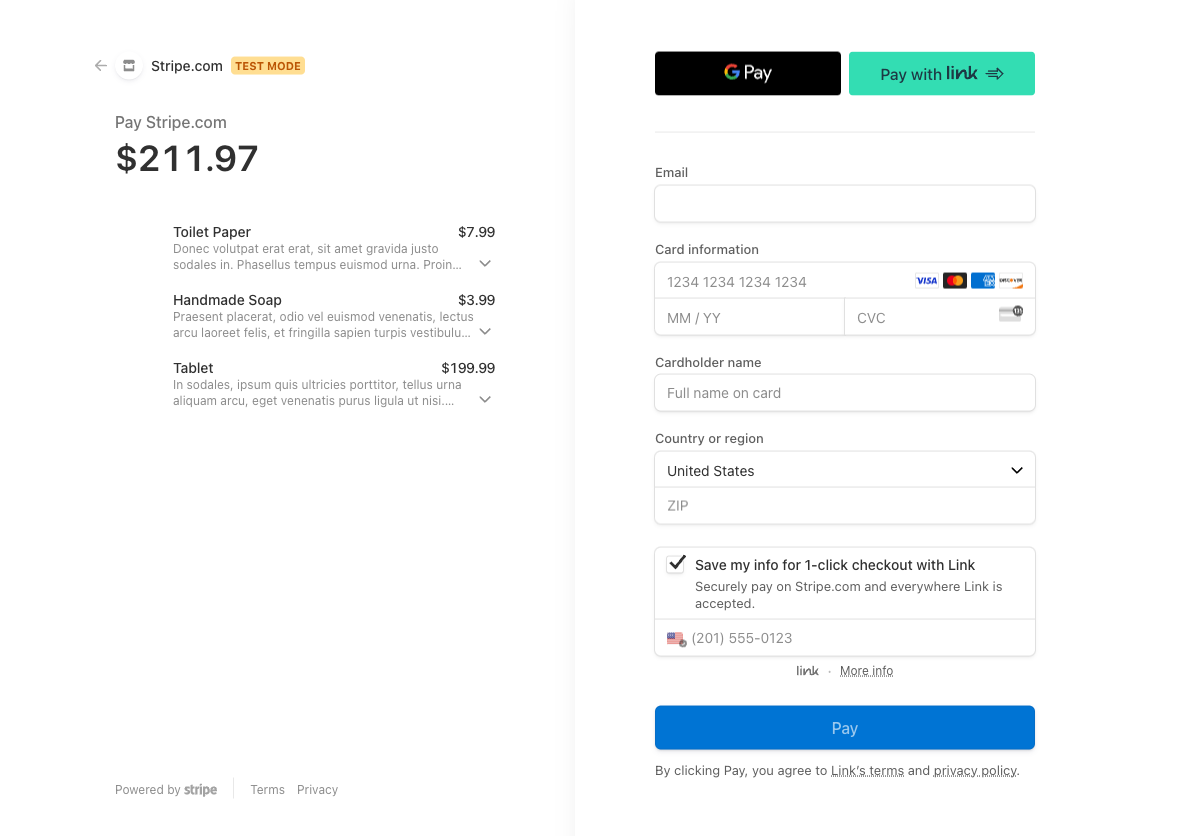 Stripe.com TEST MODE
Pay Stripe.com
$211.97
Toilet Paper $7.99
Donec volutpat erat erat, sit amet gravida justo
sodales in. Phasellus tempus euismod urna. Proin...
Handmade Soap $3.99
Praesent placerat, odio vel euismod venenatis, lectus
arcu laoreet felis, et fringilla sapien turpis vestibulu...
Tablet $199.99
In sodales, ipsum quis ultricies porttitor, tellus urna
aliquam arcu, eget venenatis purus ligula ut nisi....
Powered by stripe Terms Privacy
G Pay Pay with link
Email
Card information
1234 1234 1234 1234 VISA
MM / YY CVC
Cardholder name
Full name on card
Country or region
United States
ZIP
Save my info for 1-click checkout with Link
Securely pay on Stripe.com and everywhere Link is
accepted.
(201) 555-0123
link · More info
Pay
By clicking Pay, you agree to Link's terms and privacy policy.